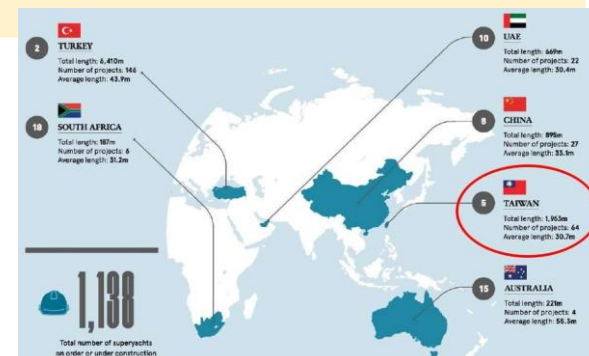 2
TURKEY
Total length: 6,410m
Number of projects: 146
Average length: 43.9m
18
SOUTH AFRICA
Total length: 187m
Number of projects: 6
Average length: 31.2m
10
UAE
Total length: 669m
Number of projects: 22
Average length: 30.4m
8
CHINA
Total length: 895m
Number of projects: 27
Average length: 33.1m
5
TAIWAN
Total length: 1,963m
Number of projects: 64
Average length: 30.7m
15
AUSTRALIA
Total length: 221m
Number of projects: 4
Average length: 55.3m
1,138
Total number of superyachts
on order or under construction